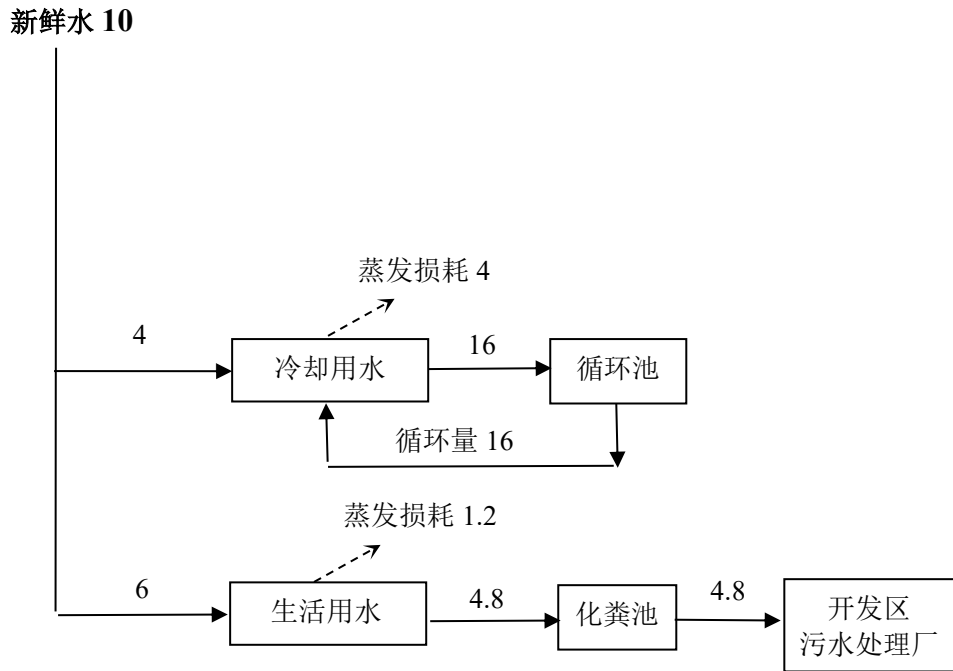 新鲜水 10
蒸发损耗 4
4
冷却用水
16
循环池
循环量 16
蒸发损耗 1.2
6
生活用水
4.8
化粪池
4.8
开发区
污水处理厂